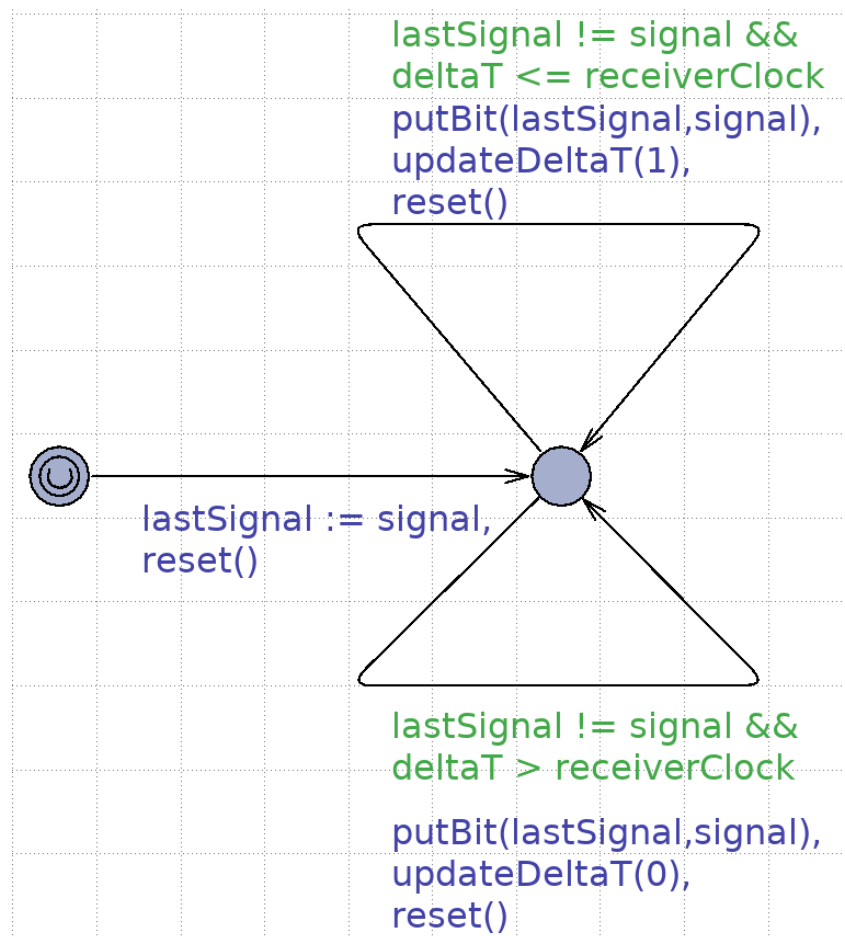 lastSignal != signal &&
deltaT <= receiverClock
putBit(lastSignal,signal),
updateDeltaT(1),
reset()
lastSignal := signal,
reset()
lastSignal != signal &&
deltaT > receiverClock
putBit(lastSignal,signal),
updateDeltaT(0),
reset()